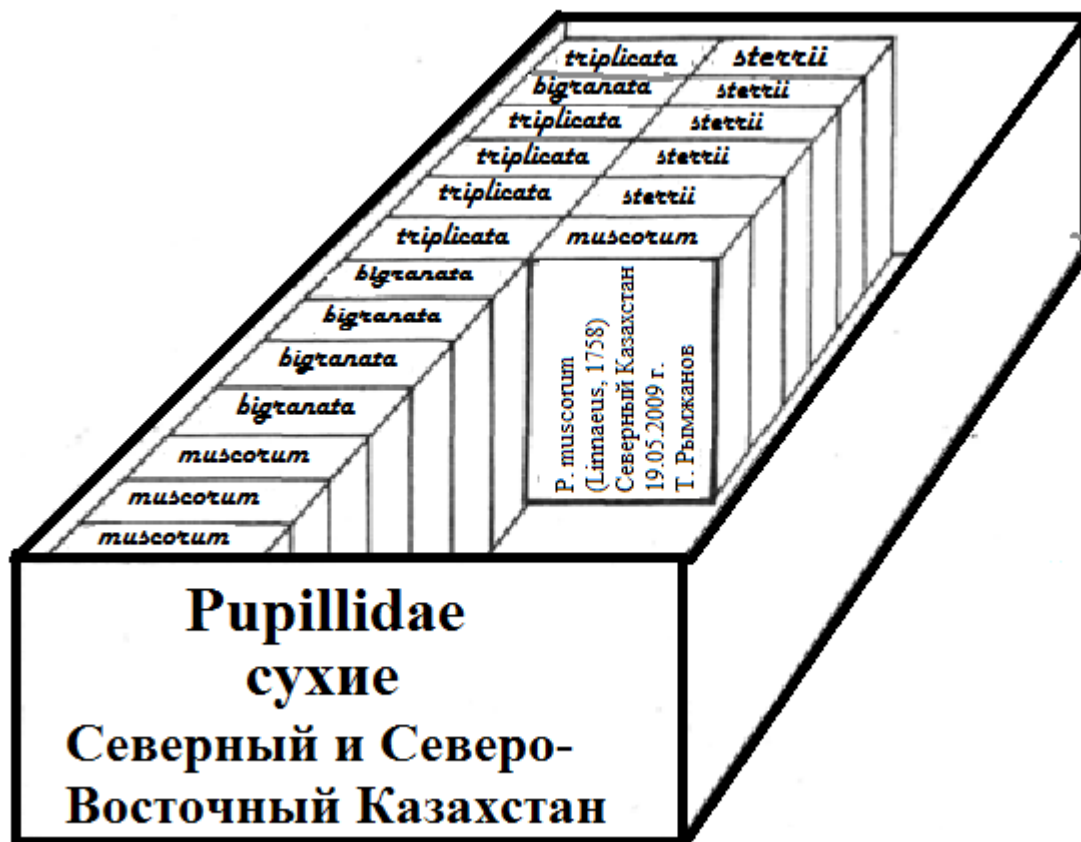 triplicata sterrii
bigranata sterrii
triplicata sterrii
triplicata sterrii
triplicata sterrii
triplicata muscorum
bigranata
bigranata
bigranata
bigranata
muscorum
muscorum
muscorum
P. muscorum
(Linnaeus, 1758)
Северный Казахстан
19.05.2009 г.
Т. Рымжанов
Pupillidae
сухие
Северный и Северо-
Восточный Казахстан